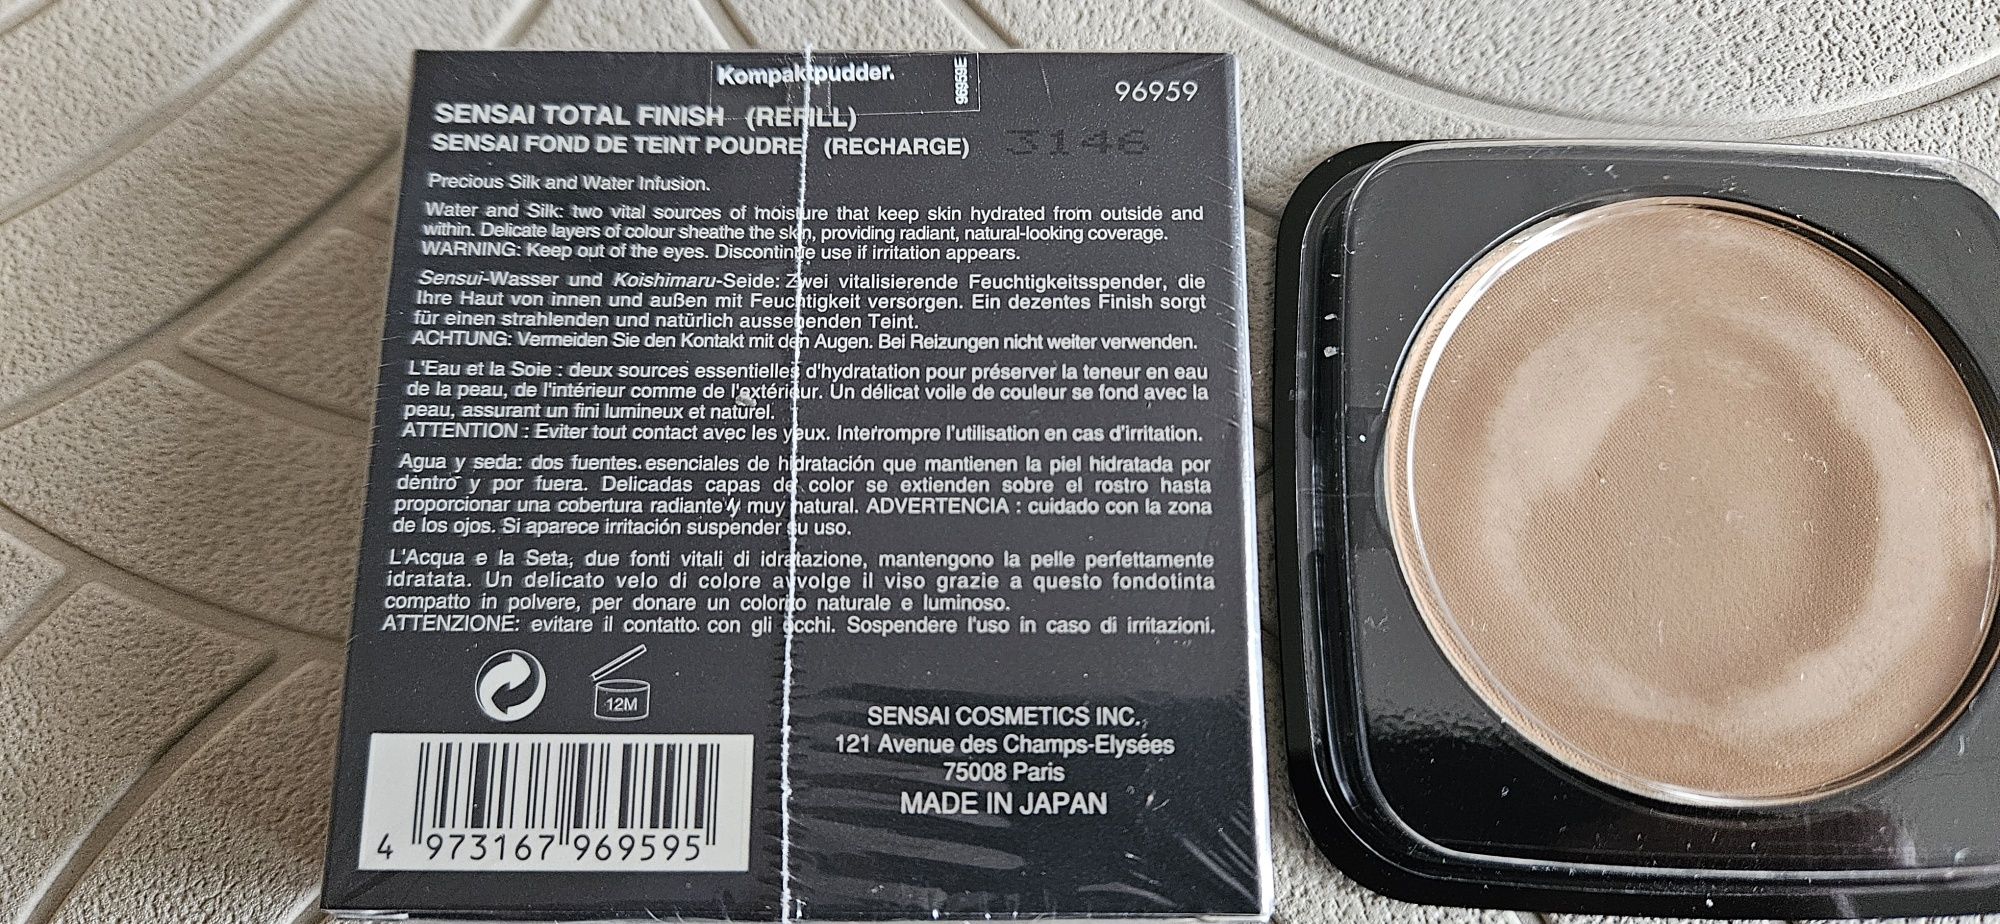 Kompaktpudder.
96959E
96959
SENSAI TOTAL FINISH (REFILL)
SENSAI FOND DE TEINT POUDRE (RECHARGE)
3146
Precious Silk and Water Infusion.
Water and Silk: two vital sources of moisture that keep skin hydrated from outside and
within. Delicate layers of colour sheathe the skin, providing radiant, natural-looking coverage.
WARNING: Keep out of the eyes. Discontinue use if irritation appears.
Sensui-Wasser und Koishimaru-Seide: Zwei vitalisierende Feuchtigkeitsspender, die
Ihre Haut von innen und außen mit Feuchtigkeit versorgen. Ein dezentes Finish sorgt
für einen strahlenden und natürlich aussehenden Teint.
ACHTUNG: Vermeiden Sie den Kontakt mit den Augen. Bei Reizungen nicht weiter verwenden.
L'Eau et la Soie : deux sources essentielles d'hydratation pour préserver la teneur en eau
de la peau, de l'intérieur comme de l'extérieur. Un délicat voile de couleur se fond avec la
peau, assurant un fini lumineux et naturel.
ATTENTION : Eviter tout contact avec les yeux. Interrompre l'utilisation en cas d'irritation.
Agua y seda: dos fuentes esenciales de hidratación que mantienen la piel hidratada por
dentro y por fuera. Delicadas capas de color se extienden sobre el rostro hasta
proporcionar una cobertura radiante y muy natural. ADVERTENCIA : cuidado con la zona
de los ojos. Si aparece irritación suspender su uso.
L'Acqua e la Seta, due fonti vitali di idratazione, mantengono la pelle perfettamente
idratata. Un delicato velo di colore avvolge il viso grazie a questo fondotinta
compatto in polvere, per donare un colorito naturale e luminoso.
ATTENZIONE: evitare il contatto con gli occhi. Sospendere l'uso in caso di irritazioni.
12M
SENSAI COSMETICS INC.
121 Avenue des Champs-Elysées
75008 Paris
MADE IN JAPAN
4 973167 969595